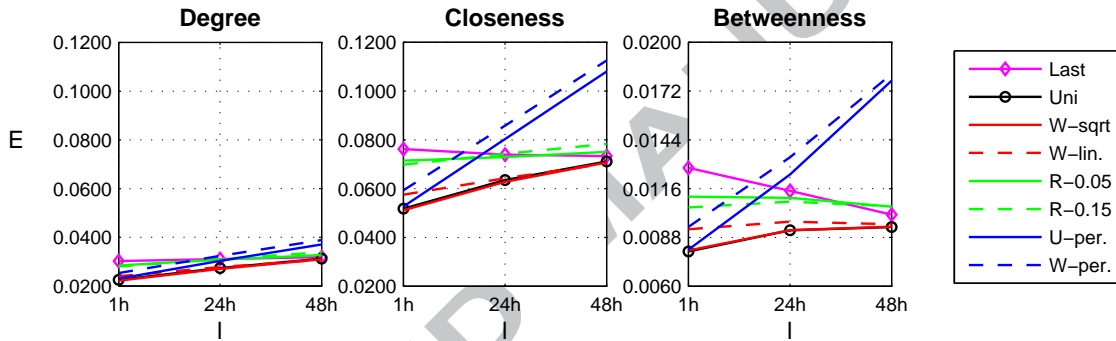 Degree
Closeness
Betweenness
E
0.1200
0.1000
0.0800
0.0600
0.0400
0.0200
1h 24h 48h
I
0.1200
0.1000
0.0800
0.0600
0.0400
0.0200
1h 24h 48h
I
0.0200
0.0172
0.0144
0.0116
0.0088
0.0060
1h 24h 48h
I
Last
Uni
W-sqrt
W-lin.
R-0.05
R-0.15
U-per.
W-per.